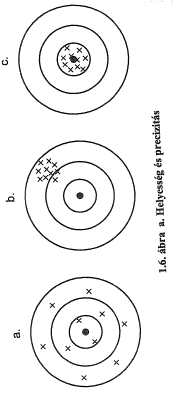 a.
b.
c.
1.6. ábra a. Helyesség és precizitás